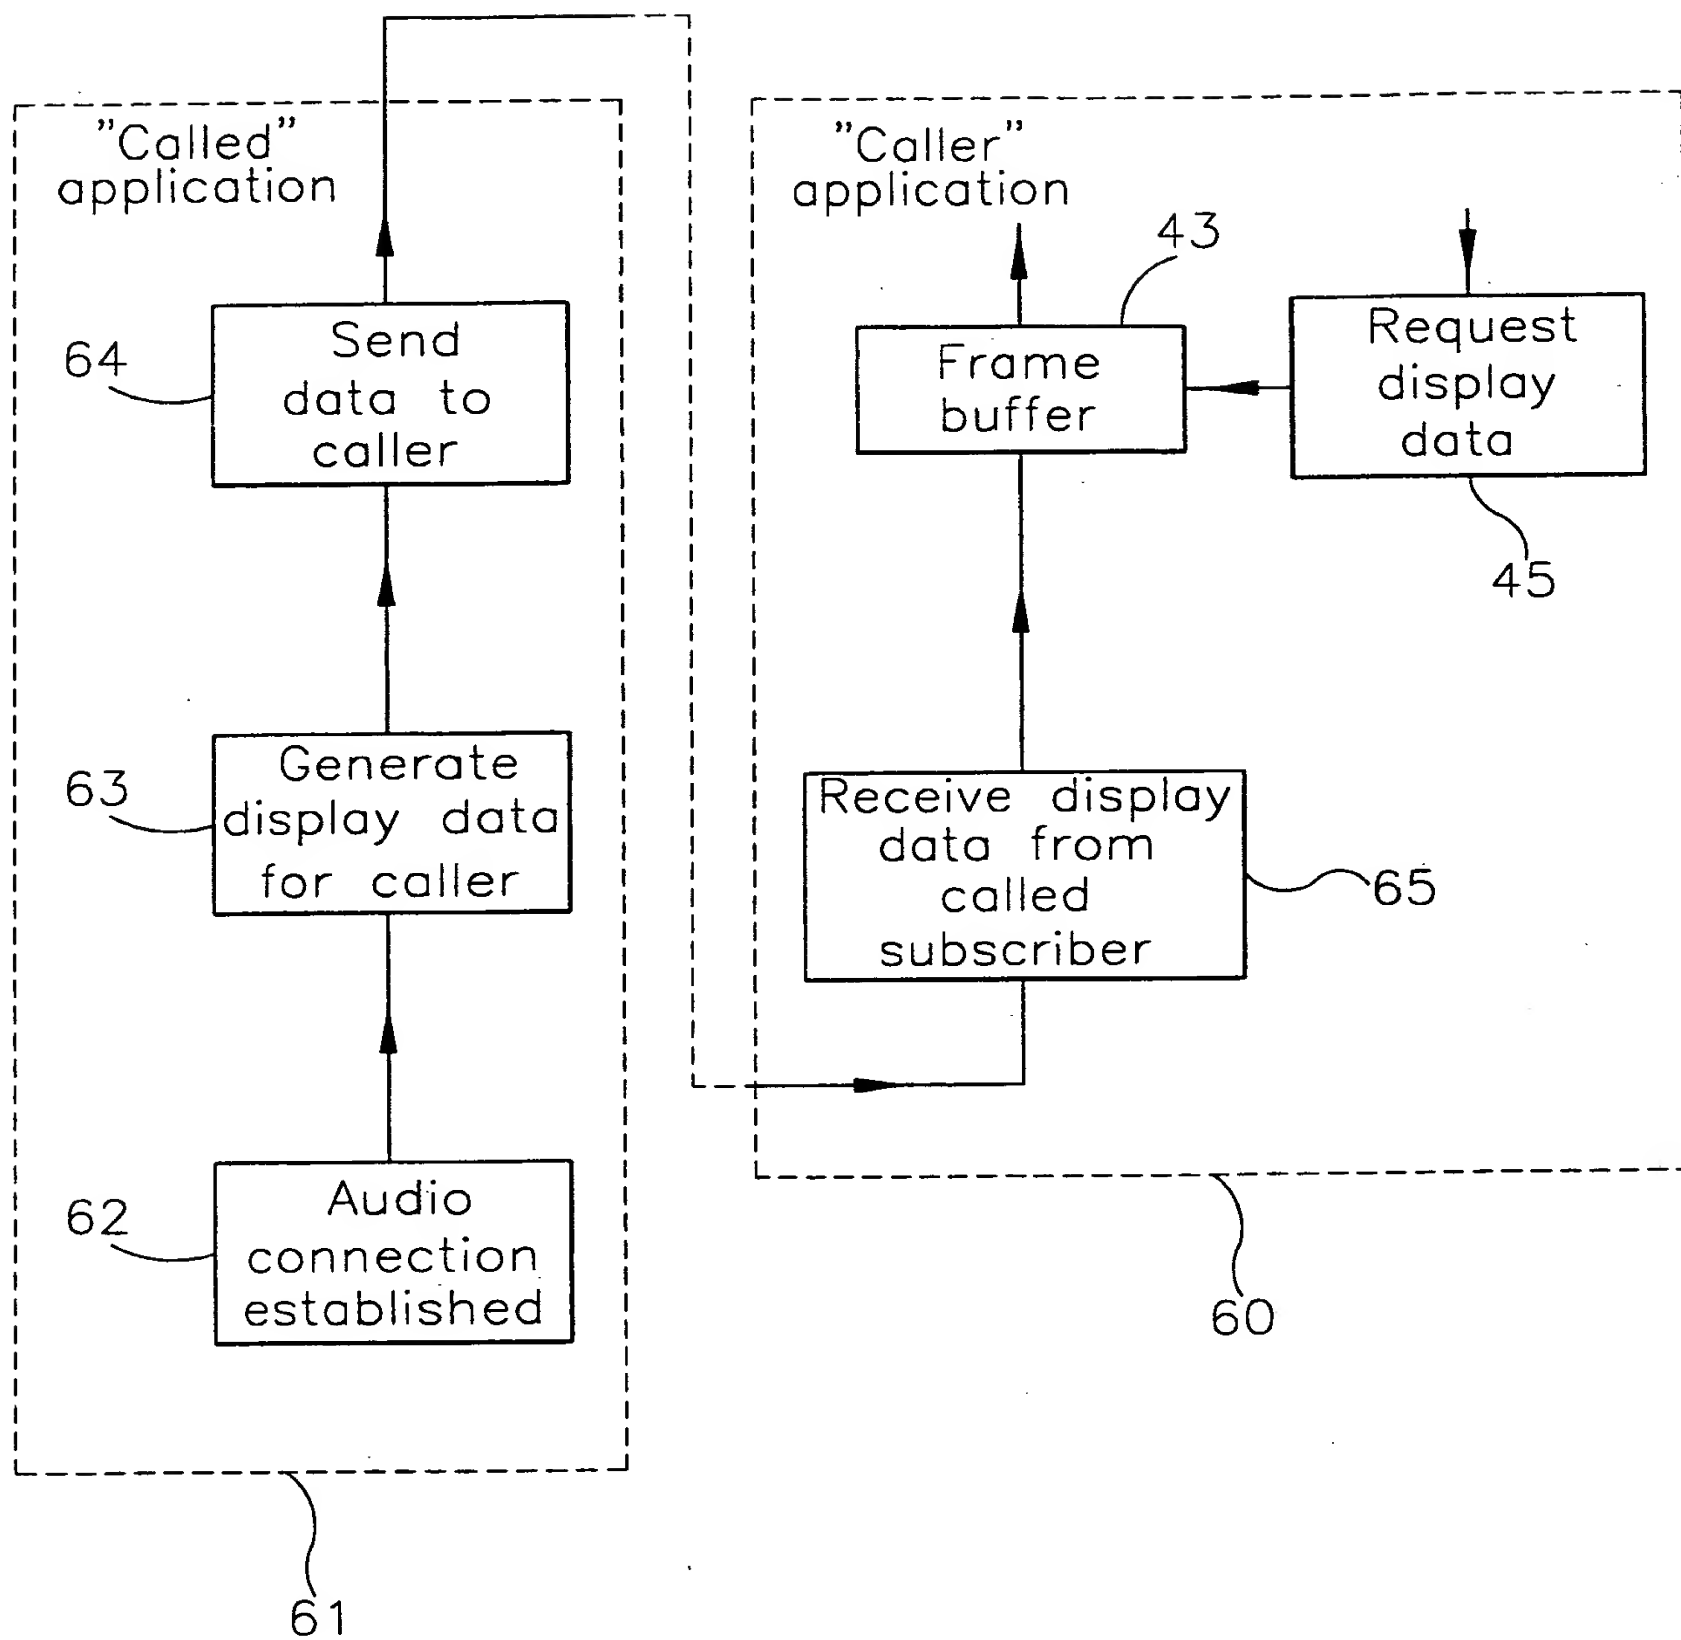 "Called"
application
64
Send
data to
caller
63
Generate
display data
for caller
62
Audio
connection
established
61
"Caller"
application
43
Frame
buffer
Request
display
data
45
Receive display
data from
called
subscriber
65
60